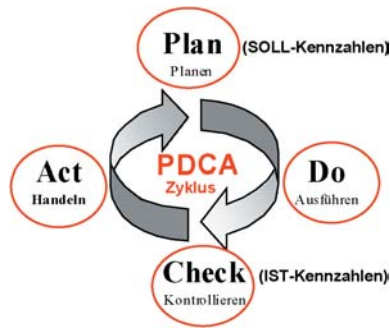 Plan (SOLL-Kennzahlen)
Planen
Act
Handeln
PDCA
Zyklus
Do
Ausführen
Check (IST-Kennzahlen)
Kontrollieren